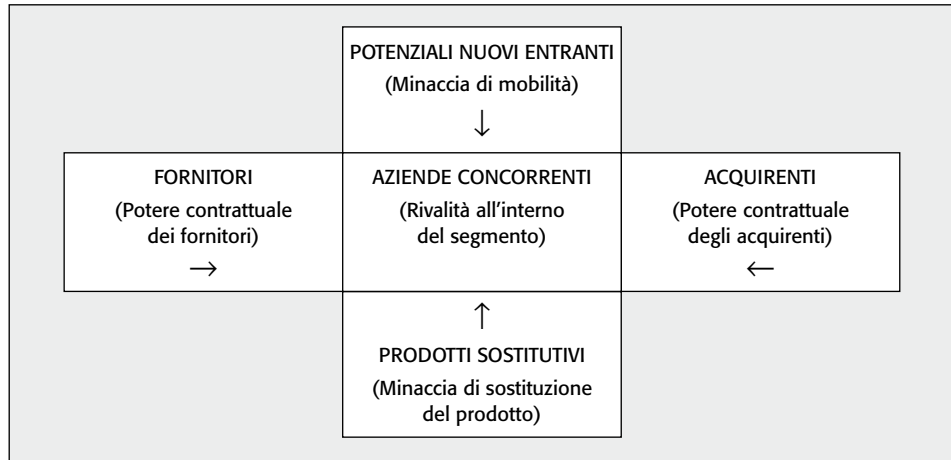 POTENZIALI NUOVI ENTRANTI
(Minaccia di mobilità)
↓
FORNITORI
(Potere contrattuale
dei fornitori)
→
AZIENDE CONCORRENTI
(Rivalità all'interno
del segmento)
ACQUIRENTI
(Potere contrattuale
degli acquirenti)
←
↑
PRODOTTI SOSTITUTIVI
(Minaccia di sostituzione
del prodotto)